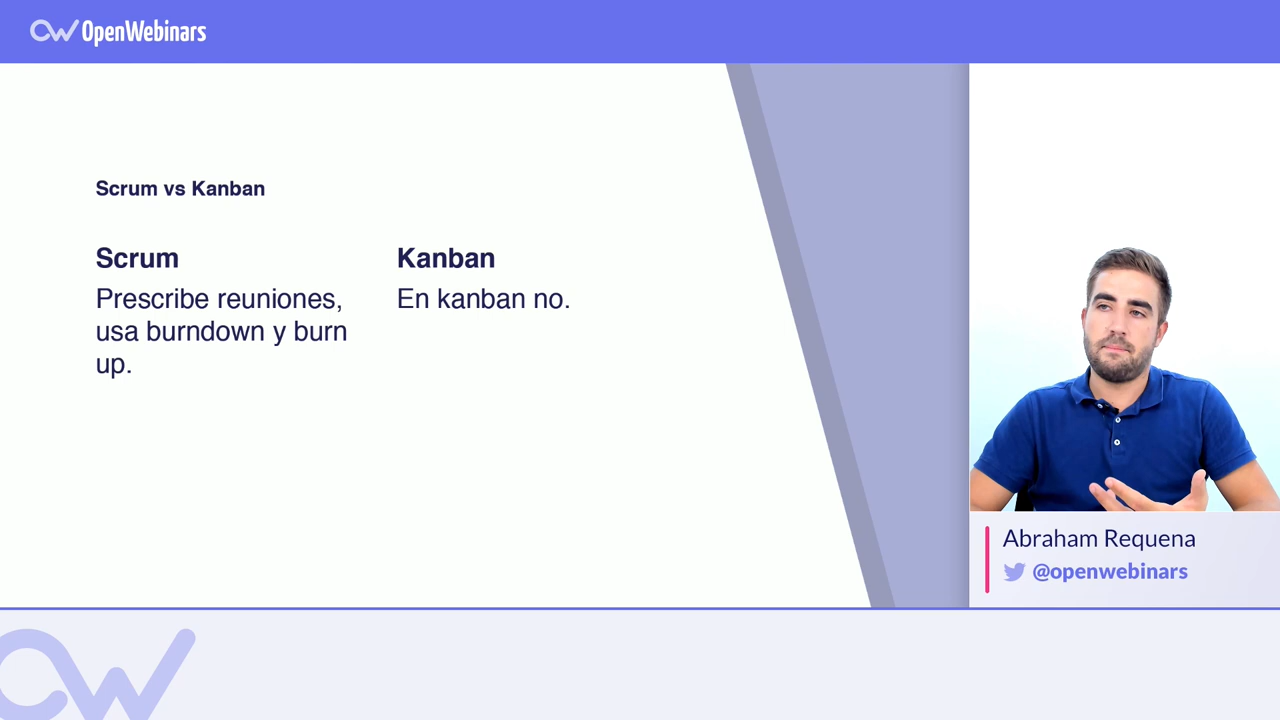 OpenWebinars
Scrum vs Kanban
Scrum
Prescribe reuniones,
usa burndown y burn
up.
Kanban
En kanban no.
Abraham Requena
@openwebinars